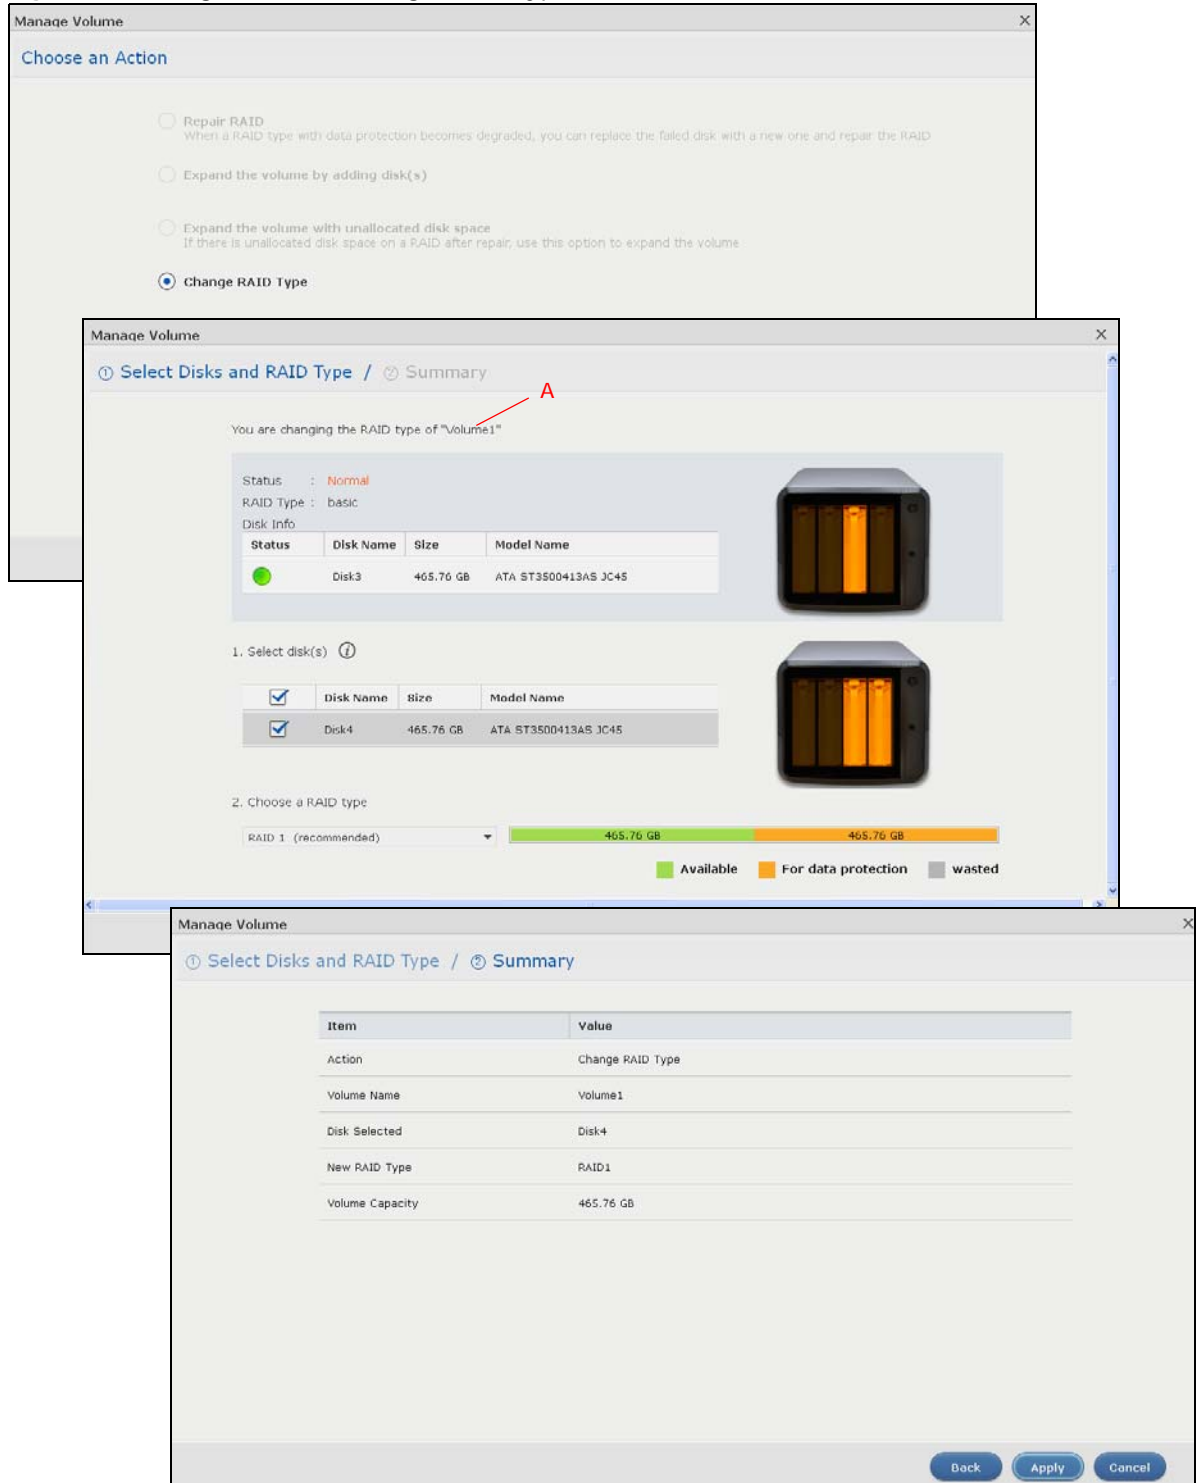 Manage Volume
Choose an Action
Repair RAID
When a RAID type with data protection becomes degraded, you can replace the failed disk with a new one and repair the RAID
Expand the volume by adding disk(s)
Expand the volume with unallocated disk space
If there is unallocated disk space on a RAID after repair, use this option to expand the volume
Change RAID Type
Manage Volume
① Select Disks and RAID Type / ② Summary
A
You are changing the RAID type of "Volume1"
Status : Normal
RAID Type : basic
Disk Info
Status Disk Name Size Model Name
Disk3 465.76 GB ATA ST3500413AS JC45
1. Select disk(s) i
Disk Name Size Model Name
Disk4 465.76 GB ATA ST3500413AS JC45
2. Choose a RAID type
RAID 1 (recommended) 465.76 GB 465.76 GB
Available For data protection wasted
Manage Volume
① Select Disks and RAID Type / ② Summary
Item Value
Action Change RAID Type
Volume Name Volume1
Disk Selected Disk4
New RAID Type RAID1
Volume Capacity 465.76 GB
Back Apply Cancel